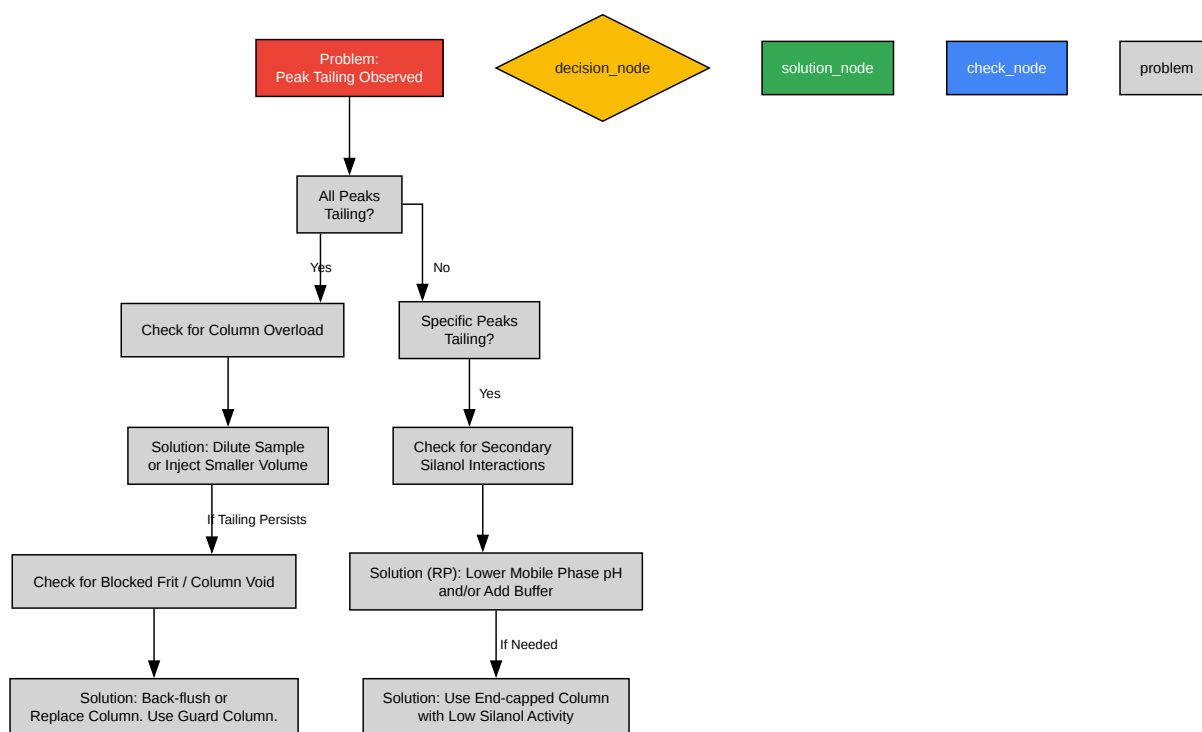 Problem:
Peak Tailing Observed
decision_node
solution_node
check_node
problem
All Peaks
Tailing?
Yes
No
Check for Column Overload
Specific Peaks
Tailing?
Yes
Solution: Dilute Sample
or Inject Smaller Volume
Check for Secondary
Silanol Interactions
If Tailing Persists
Check for Blocked Frit / Column Void
Solution (RP): Lower Mobile Phase pH
and/or Add Buffer
If Needed
Solution: Back-flush or
Replace Column. Use Guard Column.
Solution: Use End-capped Column
with Low Silanol Activity